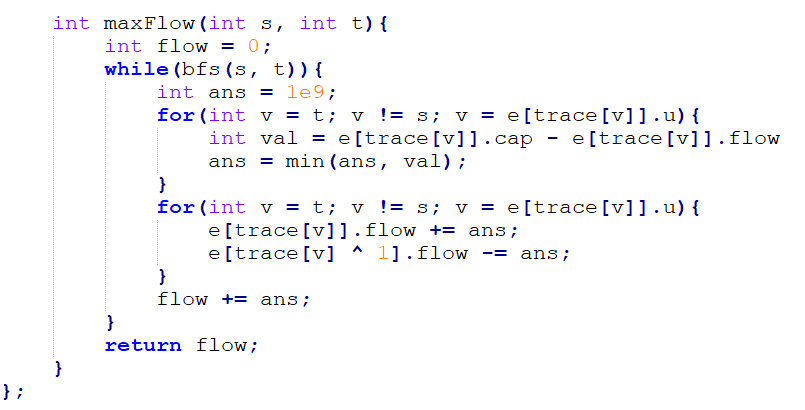 int maxFlow(int s, int t){
int flow = 0;
while(bfs(s, t)){
int ans = 1e9;
for(int v = t; v != s; v = e[trace[v]].u){
int val = e[trace[v]].cap - e[trace[v]].flow
ans = min(ans, val);
}
for(int v = t; v != s; v = e[trace[v]].u){
e[trace[v]].flow += ans;
e[trace[v] ^ 1].flow -= ans;
}
flow += ans;
}
return flow;
}
};